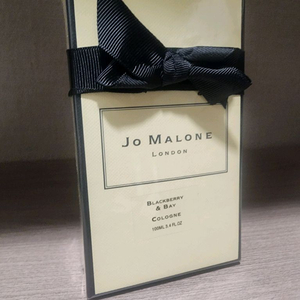 JO MALONE
LONDON
BLACKBERRY
& BAY
COLOGNE
100ML 3.4 FL.OZ